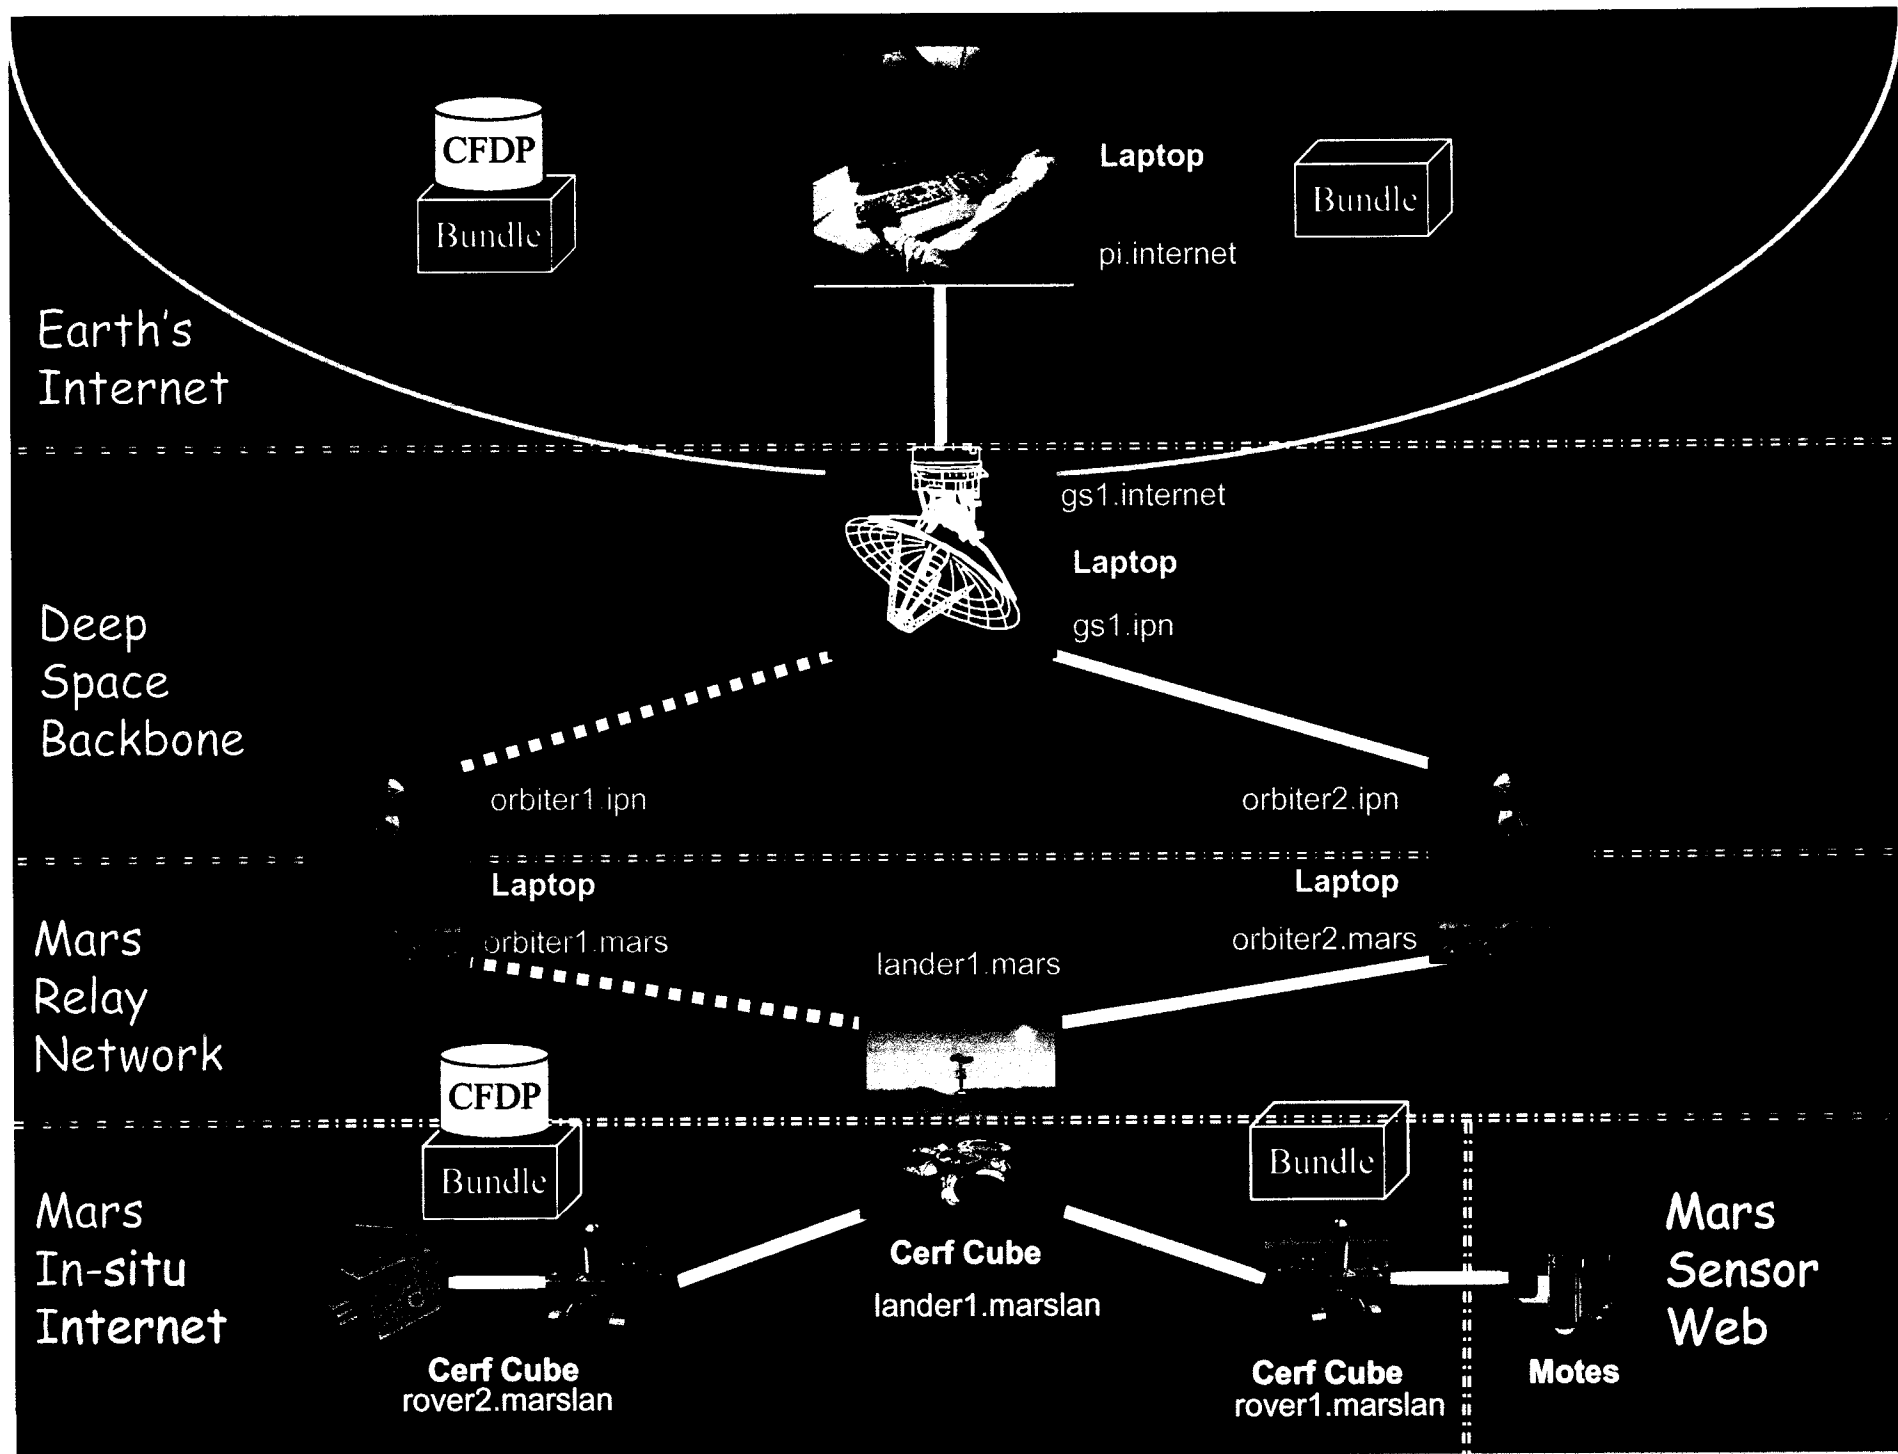 CFDP
Bundle
Laptop
pi.internet
Bundle
Earth's
Internet
gs1.internet
Laptop
gs1.ipn
Deep
Space
Backbone
orbiter1.ipn
orbiter2.ipn
Laptop
orbiter1.mars
Laptop
orbiter2.mars
lander1.mars
Mars
Relay
Network
CFDP
Bundle
Bundle
Mars
In-situ
Internet
Cerf Cube
lander1.marslan
Mars
Sensor
Web
Cerf Cube
rover2.marslan
Cerf Cube
rover1.marslan
Motes